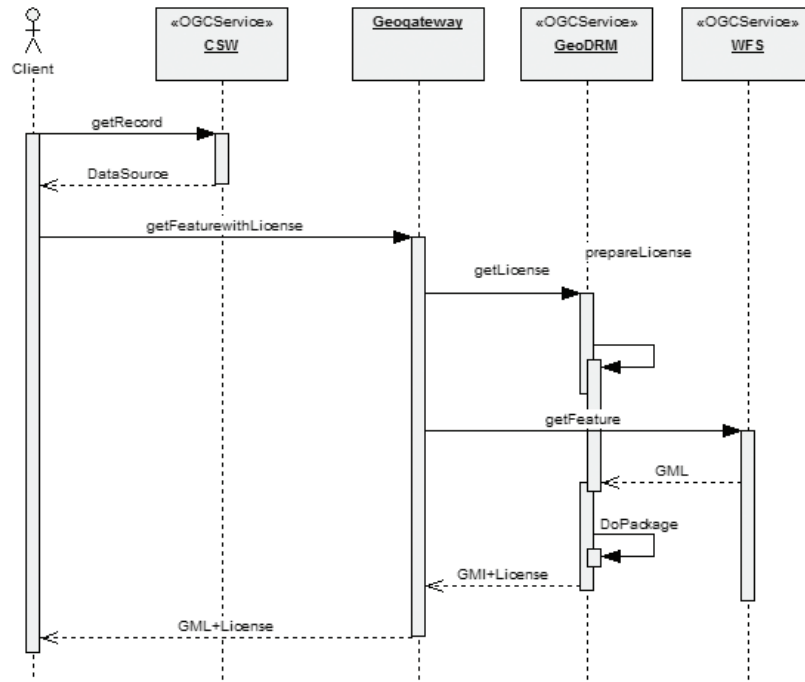 «OGCService»
CSW
Geogateway
«OGCService»
GeoDRM
«OGCService»
WFS
Client
getRecord
DataSource
getFeaturewithLicense
prepareLicense
getLicense
getFeature
GML
DoPackage
GMI+License
GML+License